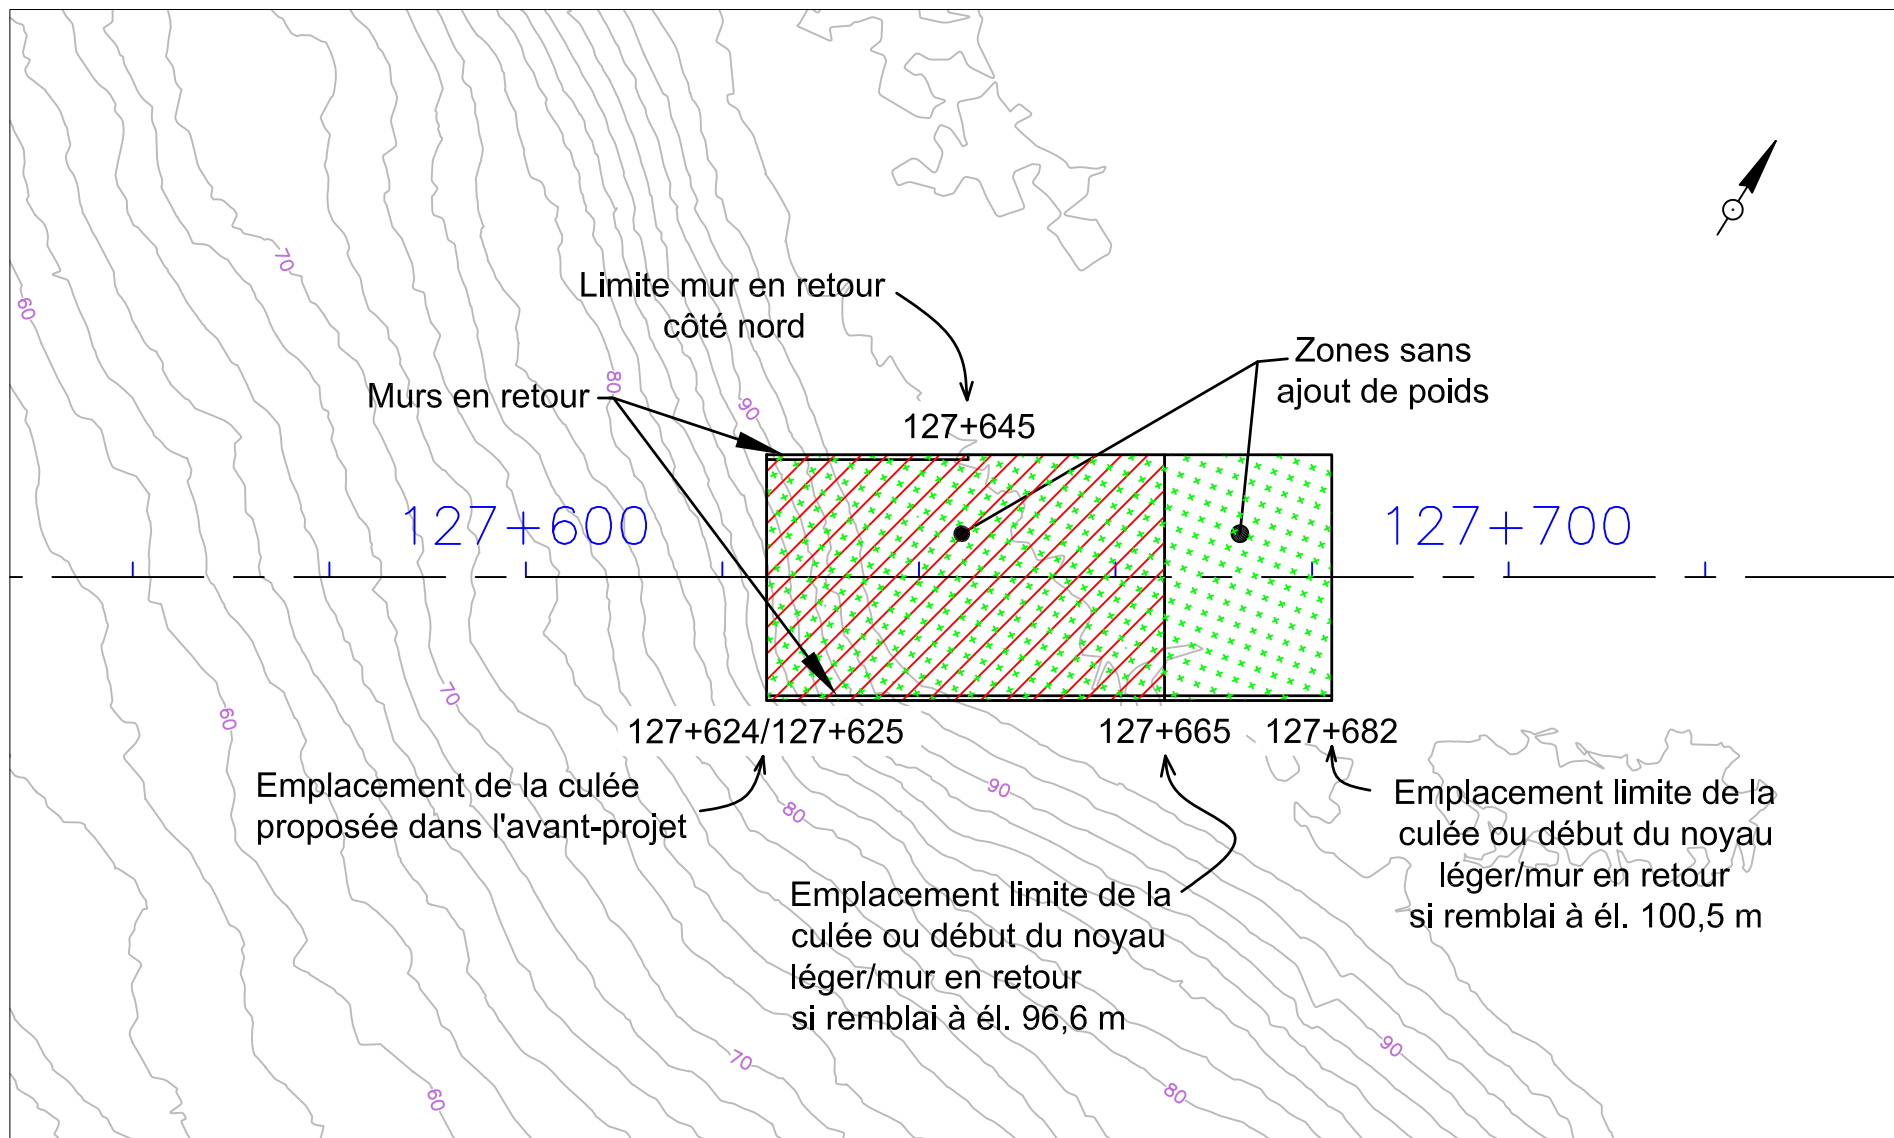 70
60
Limite mur en retour
côté nord
Zones sans
ajout de poids
80
Murs en retour
90
127+645
127+600
127+700
70
60
127+624/127+625
127+665
127+682
Emplacement de la culée
proposée dans l'avant-projet
90
80
Emplacement limite de la
culée ou début du noyau
léger/mur en retour
si remblai à él. 100,5 m
Emplacement limite de la
culée ou début du noyau
léger/mur en retour
si remblai à él. 96,6 m
70
90
60
80